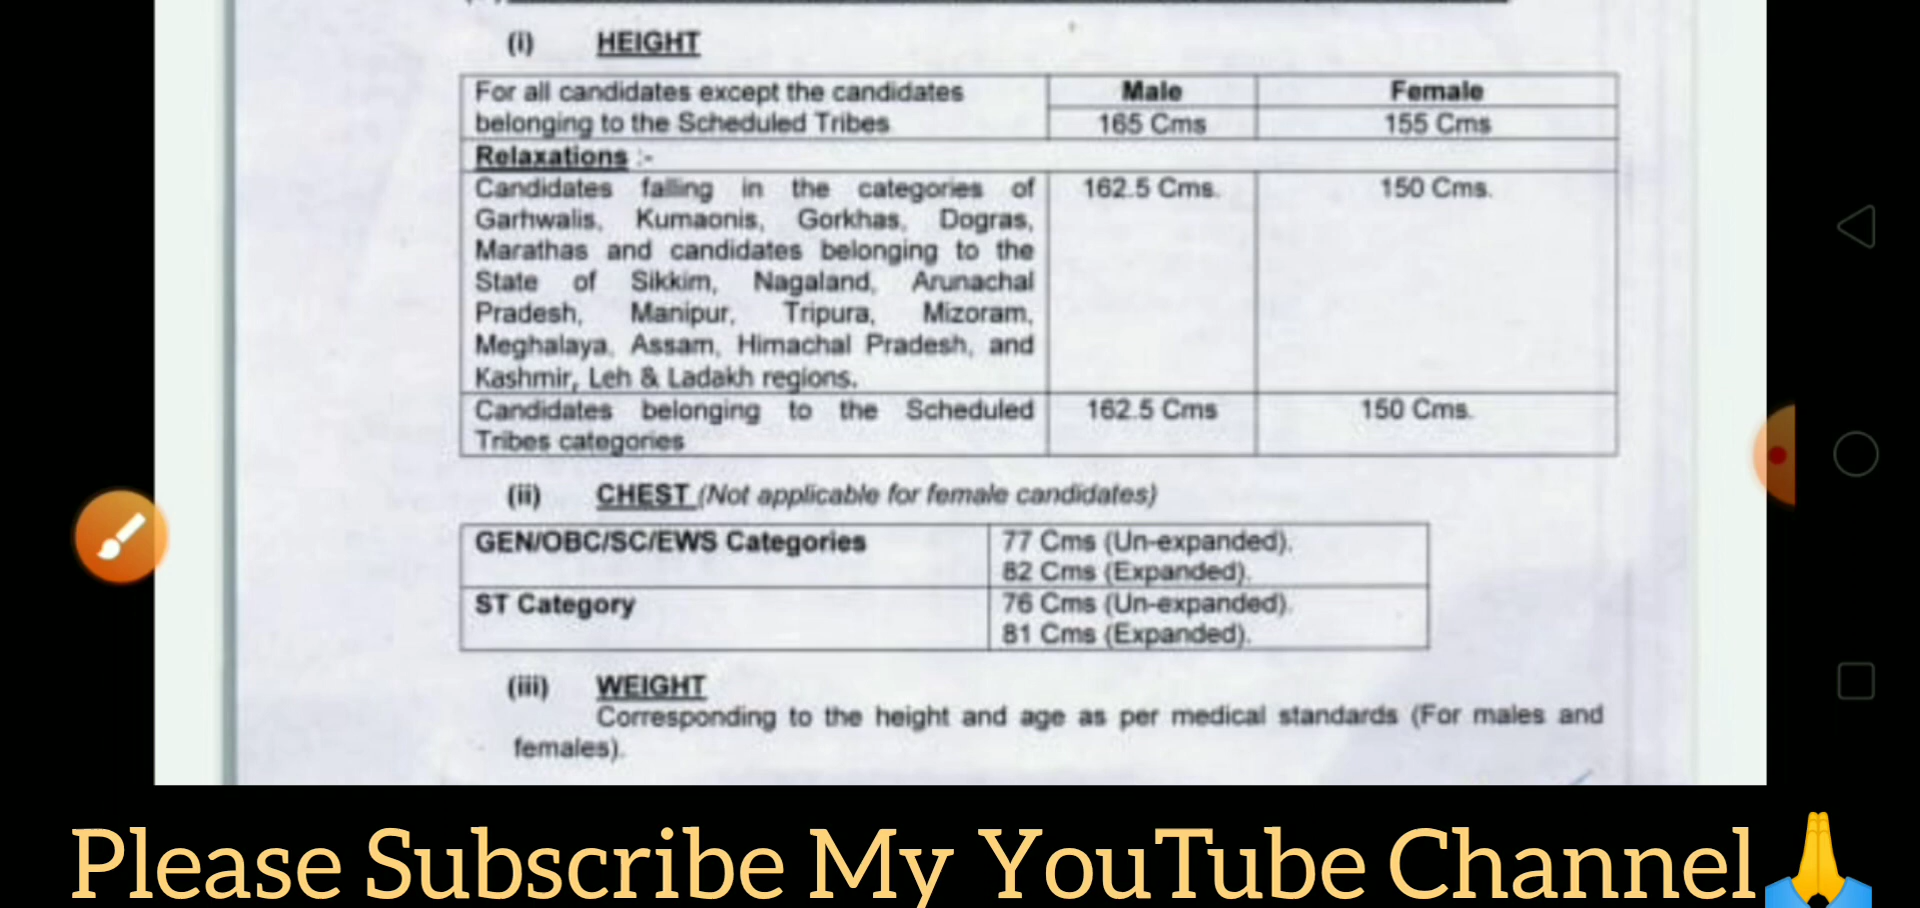 (i) HEIGHT
For all candidates except the candidates
belonging to the Scheduled Tribes
Male
Female
165 Cms
155 Cms
Relaxations :-
Candidates falling in the categories of
Garhwalis, Kumaonis, Gorkhas, Dogras,
Marathas and candidates belonging to the
State of Sikkim, Nagaland, Arunachal
Pradesh, Manipur, Tripura, Mizoram,
Meghalaya, Assam, Himachal Pradesh, and
Kashmir, Leh & Ladakh regions.
162.5 Cms.
150 Cms.
Candidates belonging to the Scheduled
Tribes categories
162.5 Cms
150 Cms.
(ii) CHEST (Not applicable for female candidates)
GEN/OBC/SC/EWS Categories
77 Cms (Un-expanded).
82 Cms (Expanded).
ST Category
76 Cms (Un-expanded).
81 Cms (Expanded).
(iii) WEIGHT
Corresponding to the height and age as per medical standards (For males and
females).
Please Subscribe My YouTube Channel